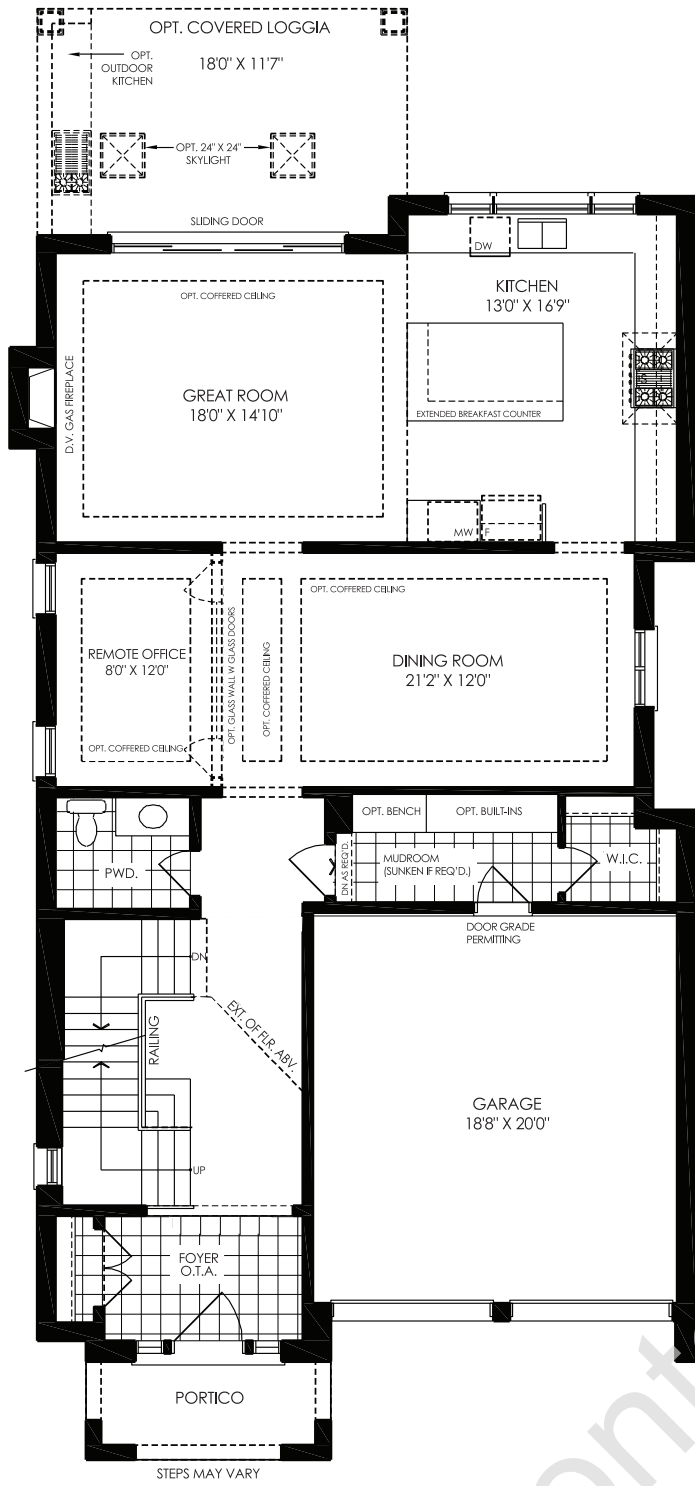 OPT. COVERED LOGGIA
18'0" X 11'7"
OPT.
OUTDOOR
KITCHEN
OPT. 24" X 24"
SKYLIGHT
SLIDING DOOR
DW
KITCHEN
13'0" X 16'9"
OPT. COFFERED CEILING
D.V. GAS FIREPLACE
GREAT ROOM
18'0" X 14'10"
EXTENDED BREAKFAST COUNTER
MW
F
OPT. COFFERED CEILING
REMOTE OFFICE
8'0" X 12'0"
OPT. COFFERED CEILING
OPT. GLASS WALL W GLASS DOORS
OPT. COFFERED CEILING
DINING ROOM
21'2" X 12'0"
OPT. BENCH
OPT. BUILT-INS
PWD.
DN AS REQ'D.
MUDROOM
(SUNKEN IF REQ'D.)
W.I.C.
DOOR GRADE
PERMITTING
DN
RAILING
EXT. OF FLR. ABV.
UP
GARAGE
18'8" X 20'0"
FOYER
O.T.A.
PORTICO
STEPS MAY VARY